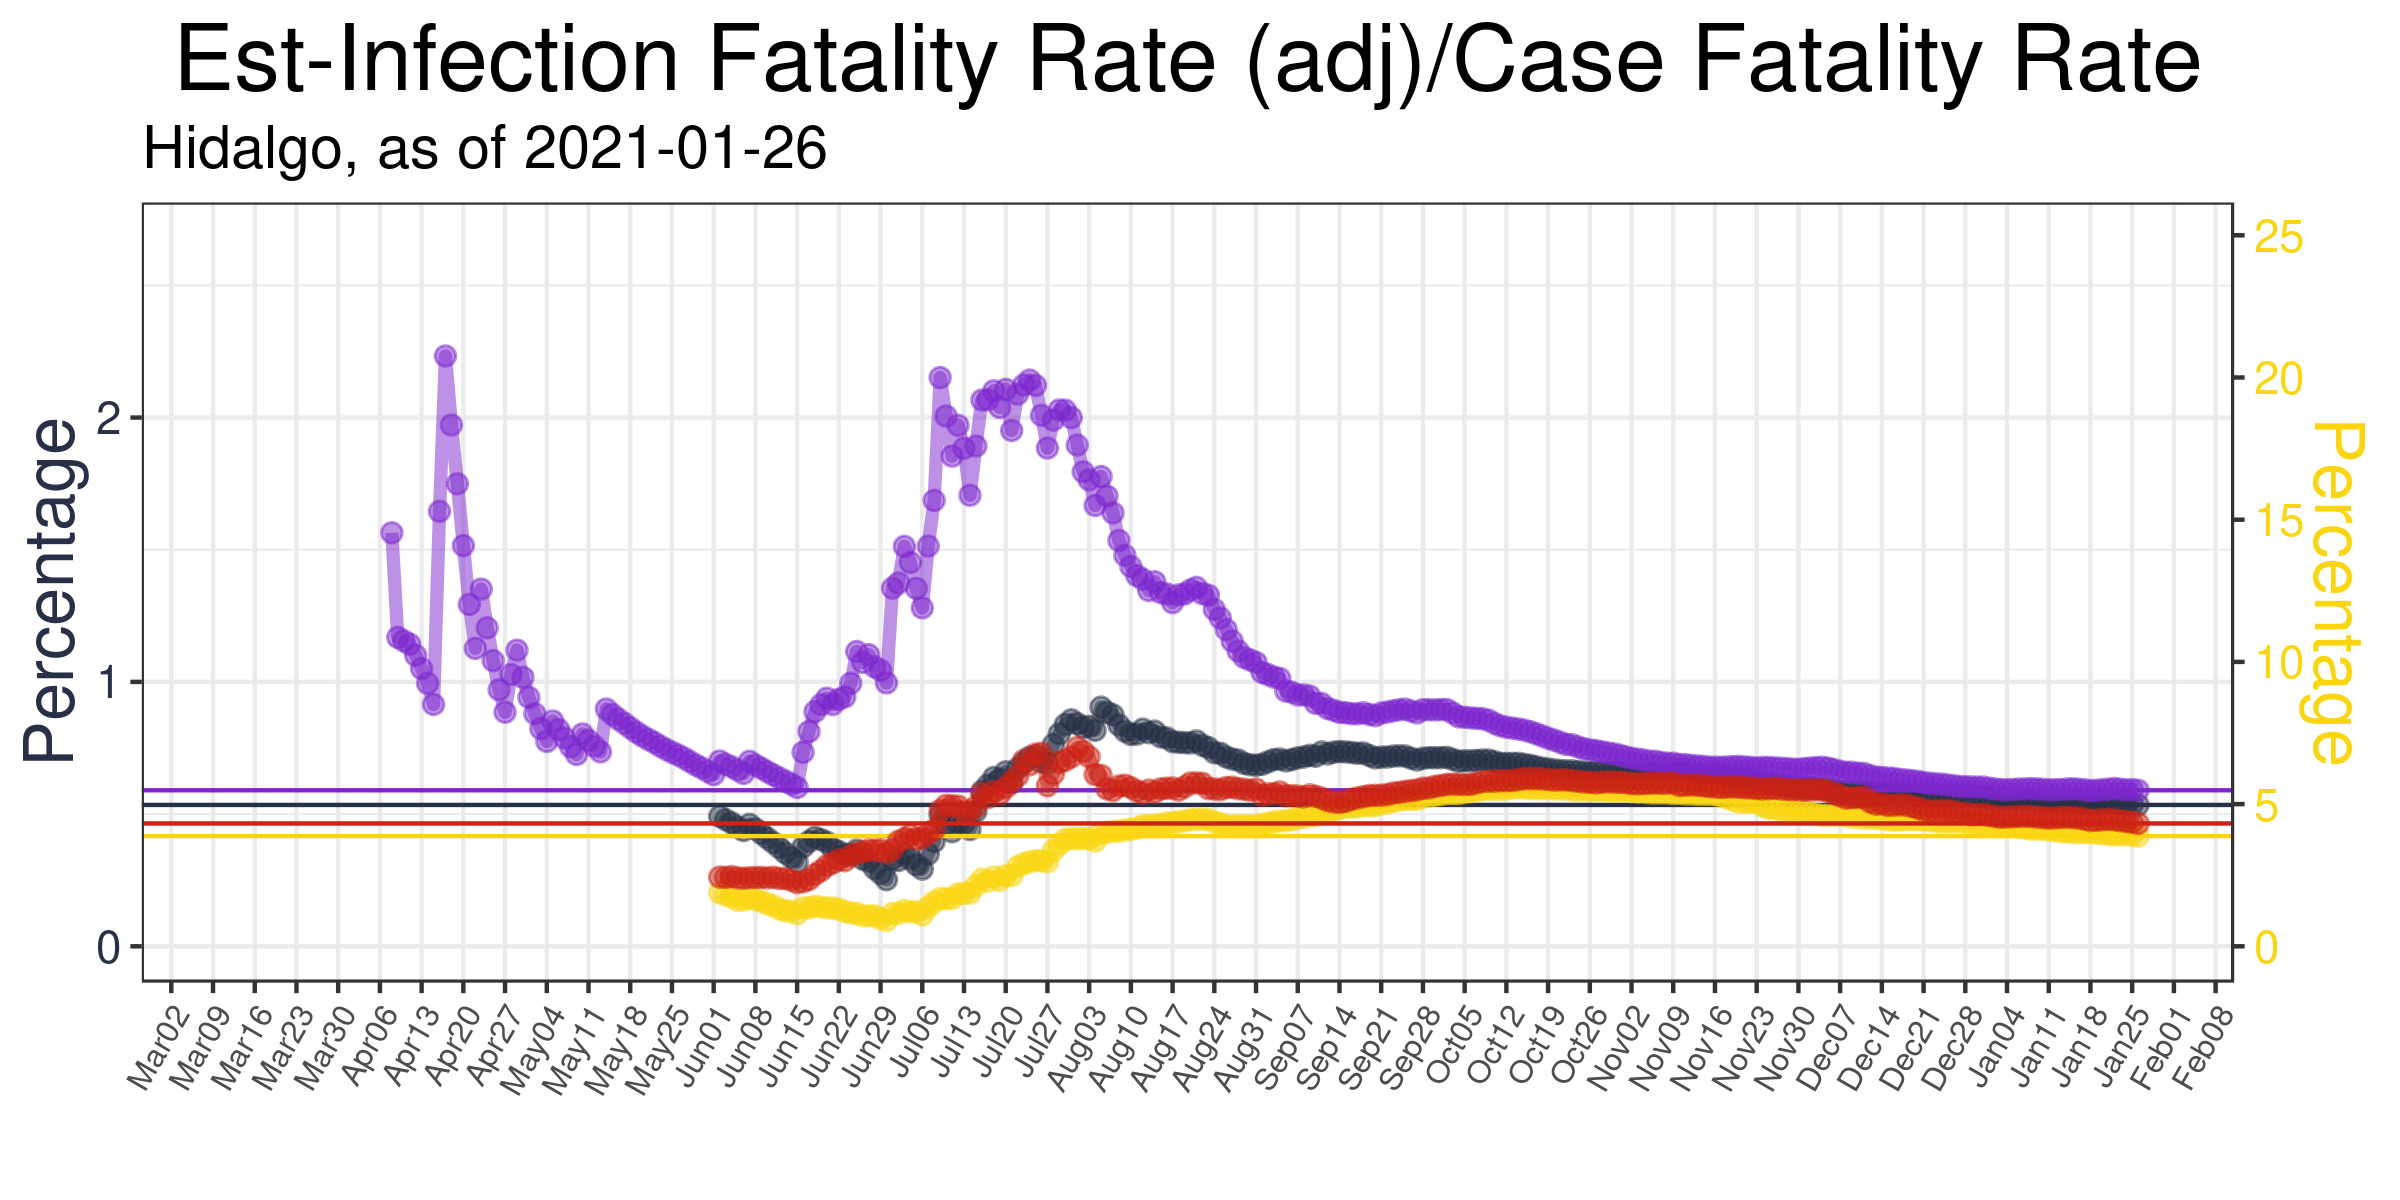 Est-Infection Fatality Rate (adj)/Case Fatality Rate
Hidalgo, as of 2021-01-26
Percentage
2
1
0
25
20
15
10
5
0
Percentage
Mar02
Mar09
Mar16
Mar23
Mar30
Apr06
Apr13
Apr20
Apr27
May04
May11
May18
May25
Jun01
Jun08
Jun15
Jun22
Jun29
Jul06
Jul13
Jul20
Jul27
Aug03
Aug10
Aug17
Aug24
Aug31
Sep07
Sep14
Sep21
Sep28
Oct05
Oct12
Oct19
Oct26
Nov02
Nov09
Nov16
Nov23
Nov30
Dec07
Dec14
Dec21
Dec28
Jan04
Jan11
Jan18
Jan25
Feb01
Feb08